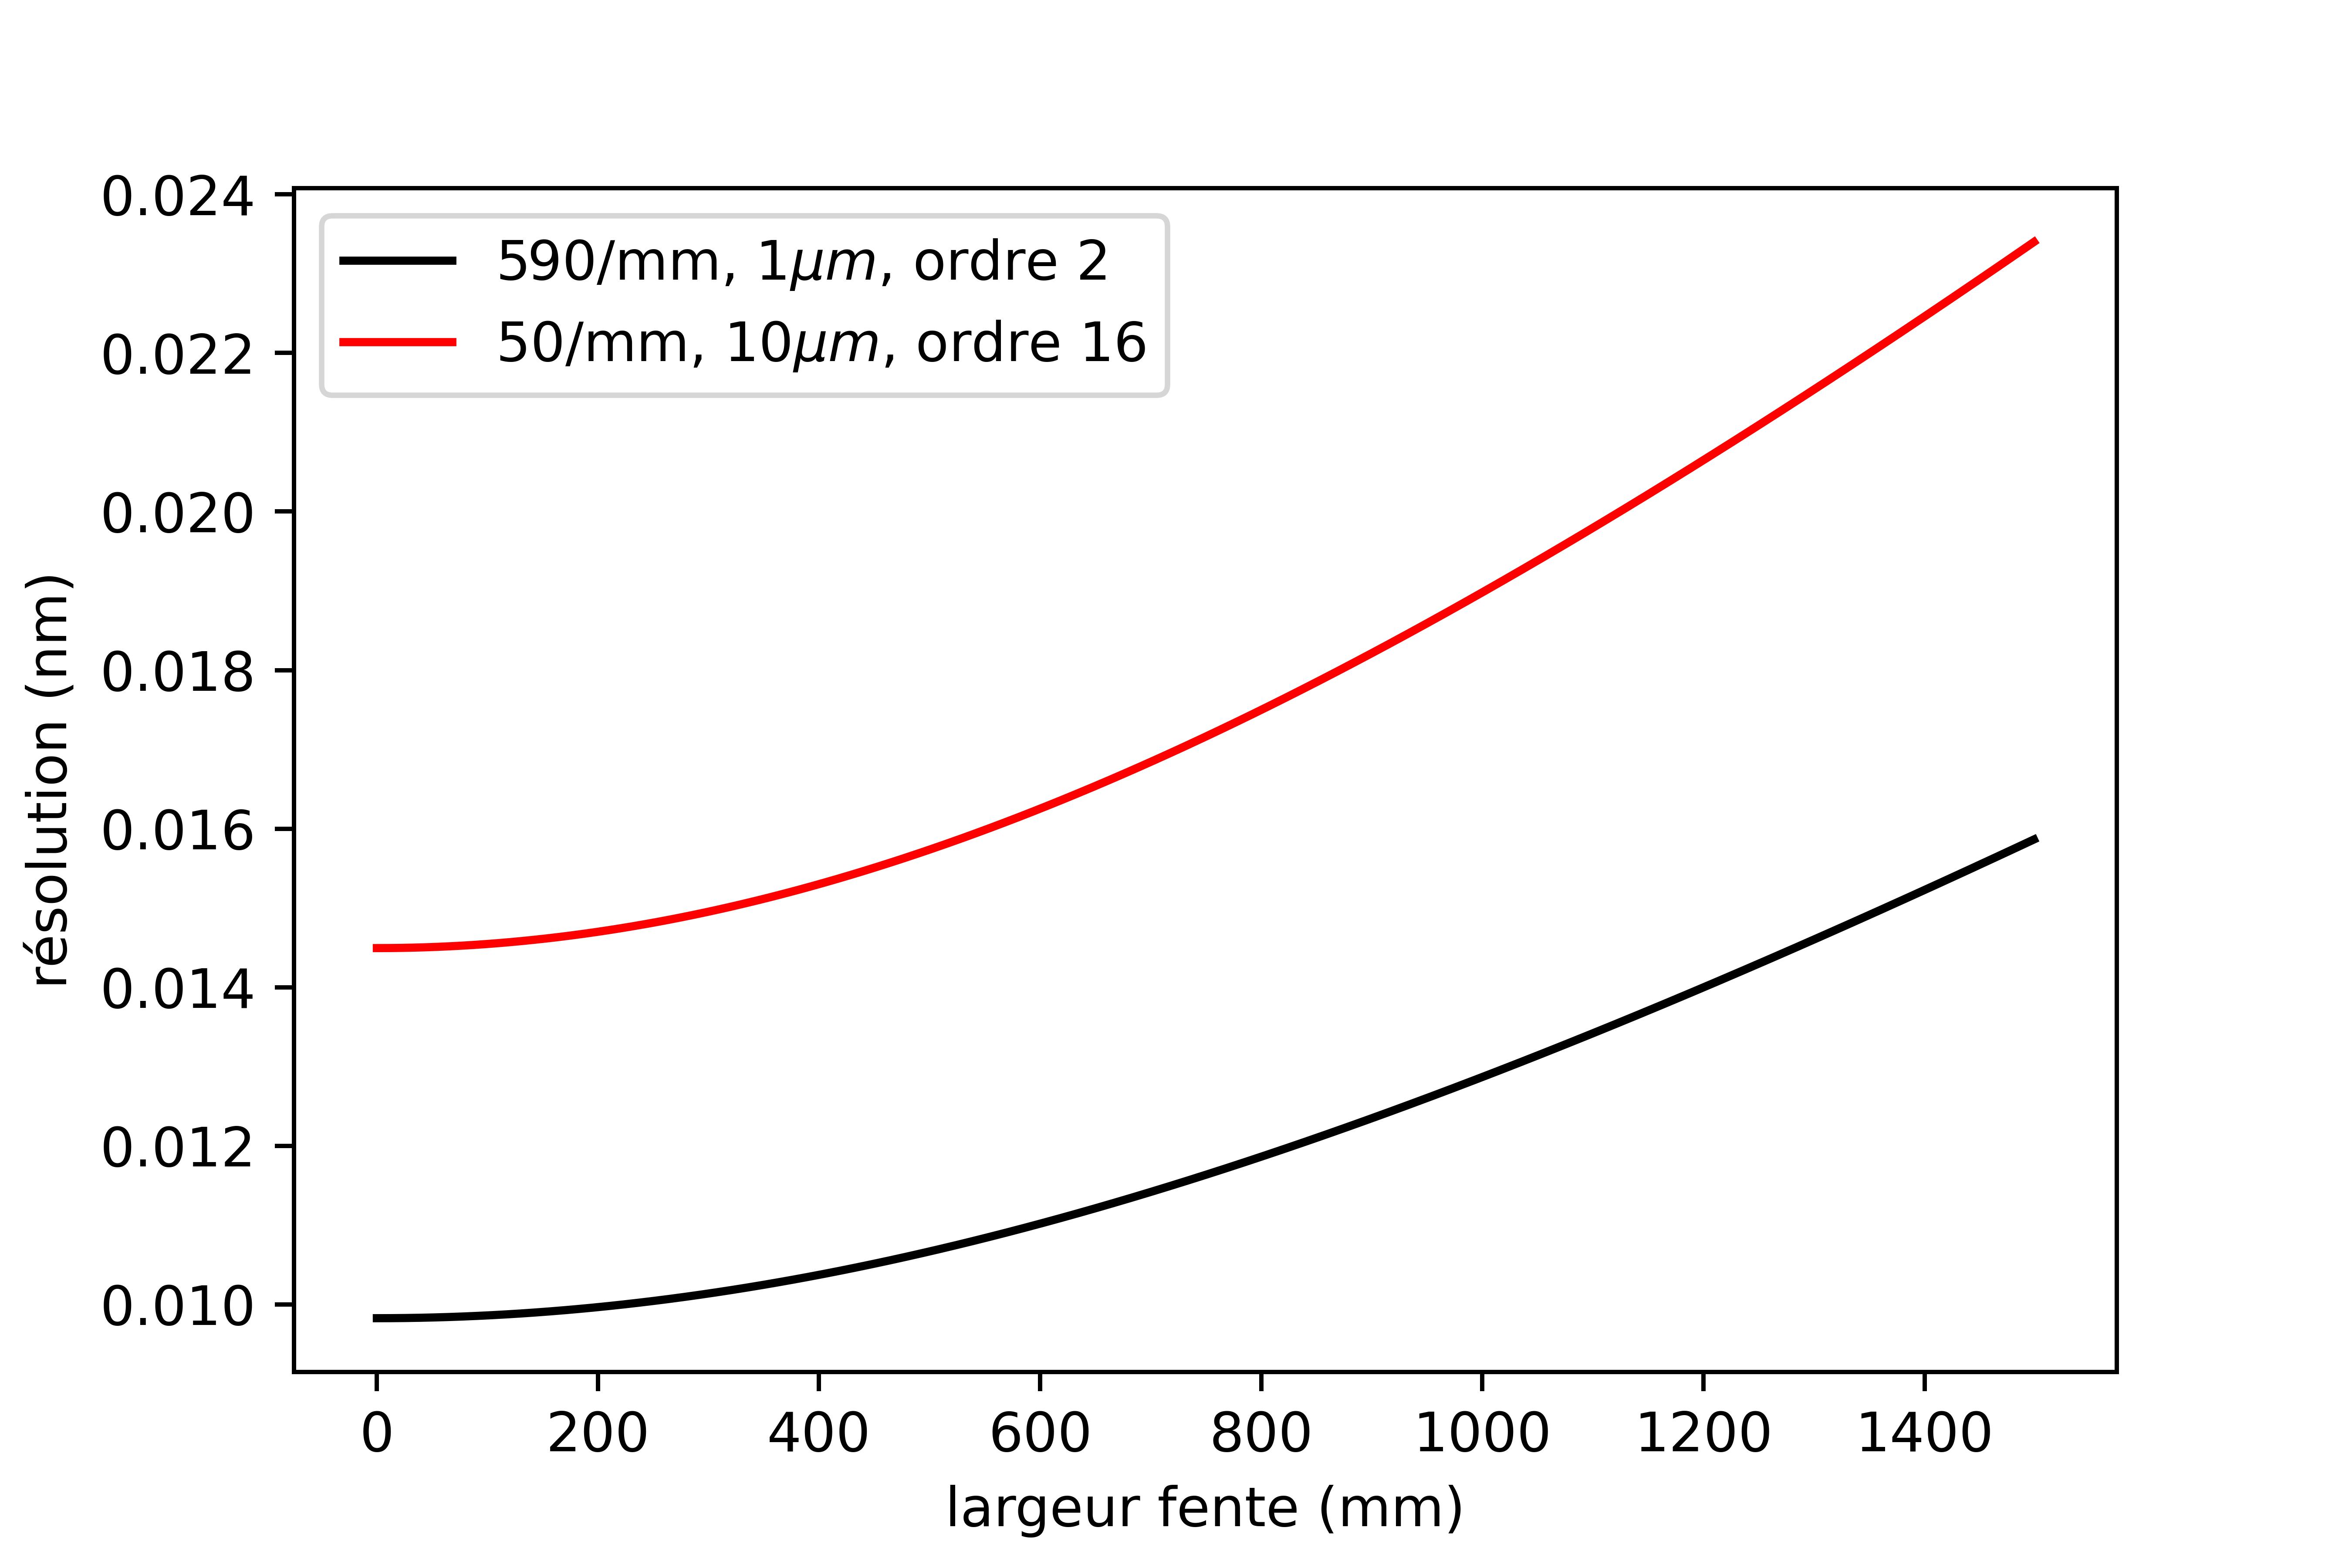 590/mm, 1μm, ordre 2
50/mm, 10μm, ordre 16
résolution (nm)
0.024
0.022
0.020
0.018
0.016
0.014
0.012
0.010
0 200 400 600 800 1000 1200 1400
largeur fente (mm)